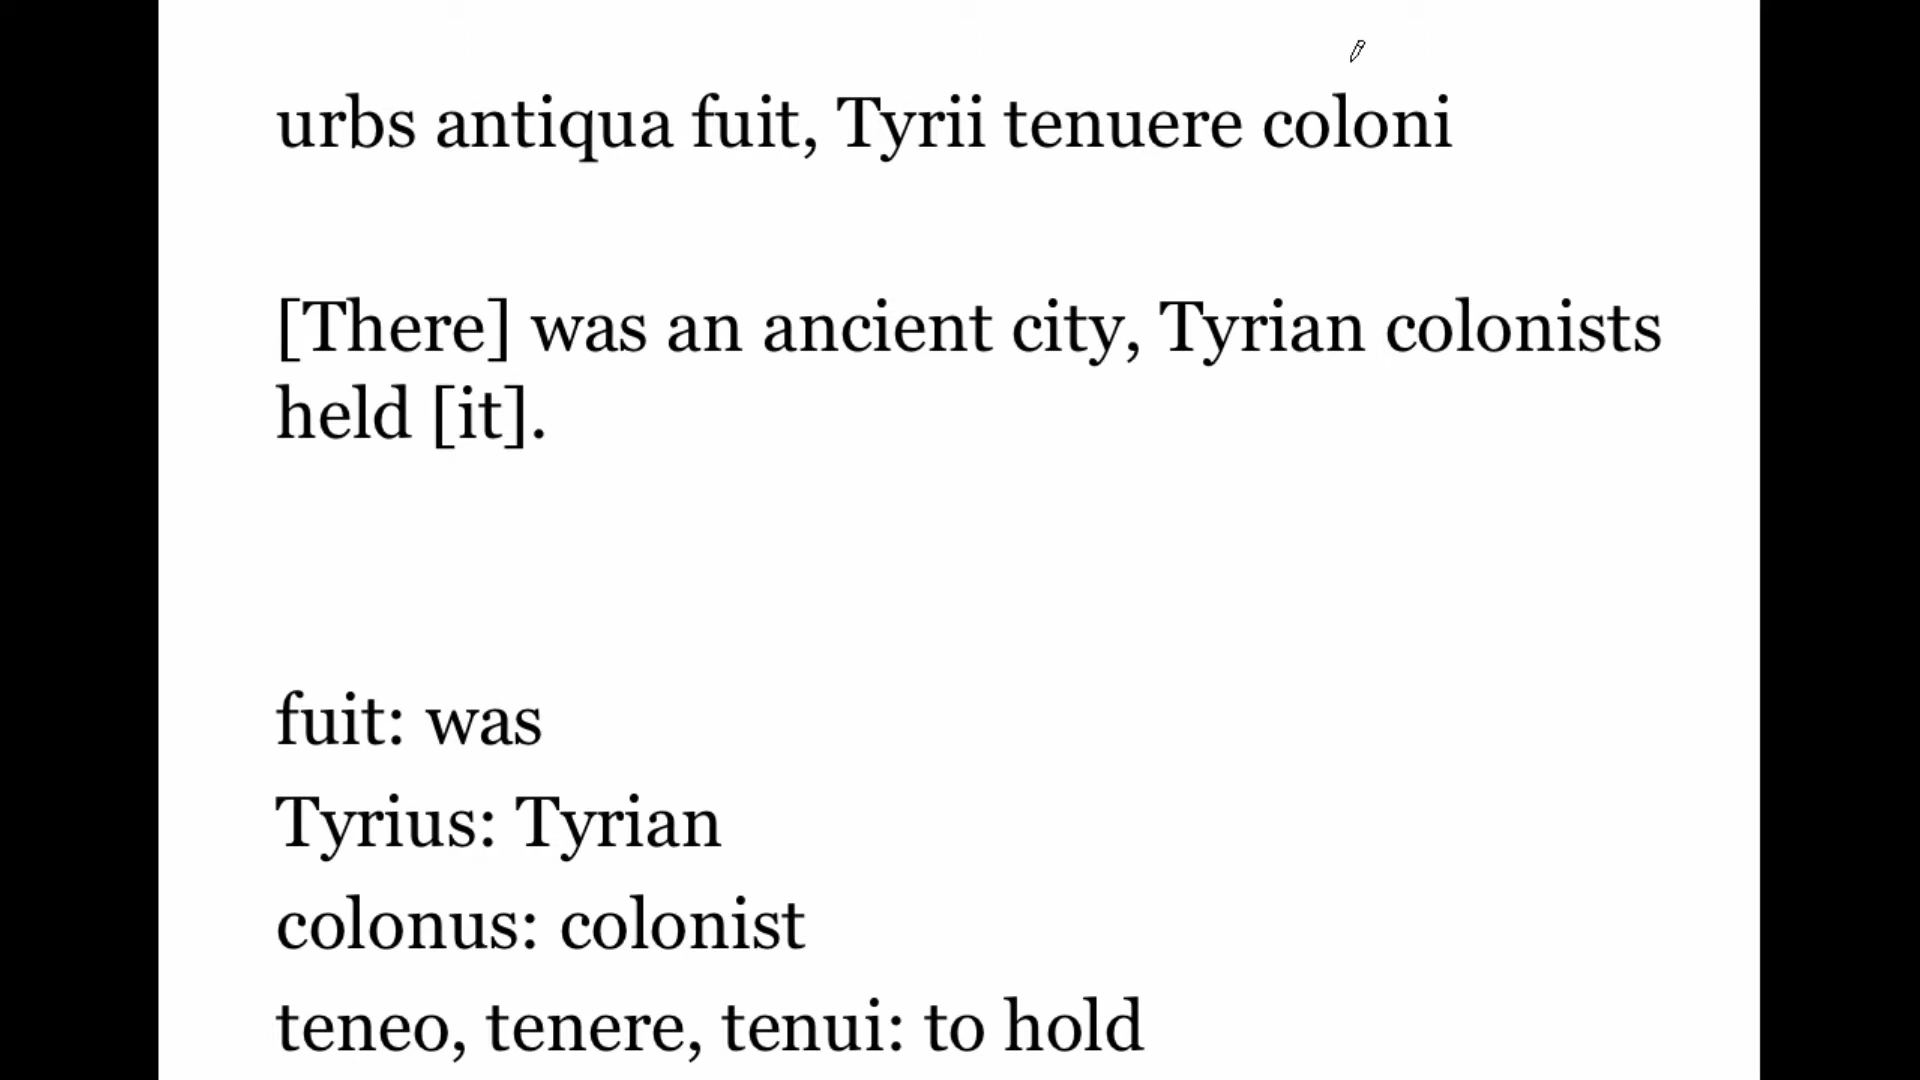 urbs antiqua fuit, Tyrii tenuere coloni
[There] was an ancient city, Tyrian colonists
held [it].
fuit: was
Tyrius: Tyrian
colonus: colonist
teneo, tenere, tenui: to hold